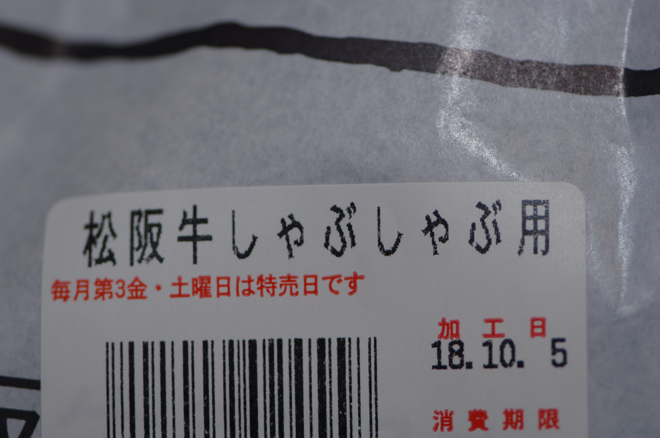 松阪牛しゃぶしゃぶ用
毎月第3金・土曜日は特売日です
加工日
18.10. 5
消費期限